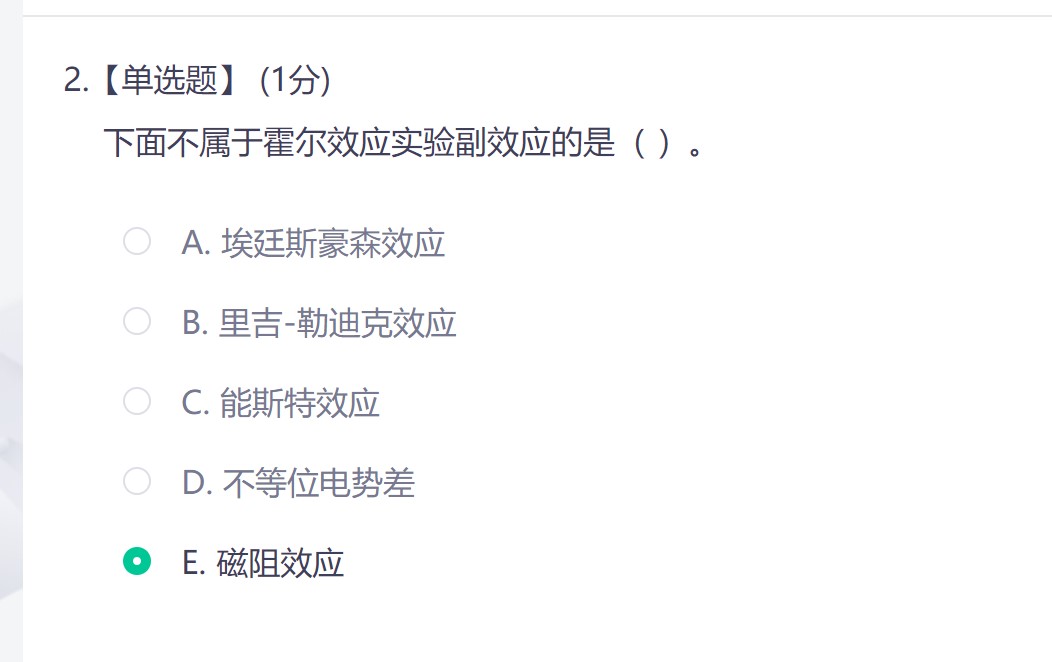 2.【单选题】 (1分)
下面不属于霍尔效应实验副效应的是（ ）。
A. 埃廷斯豪森效应
B. 里吉-勒迪克效应
C. 能斯特效应
D. 不等位电势差
E. 磁阻效应